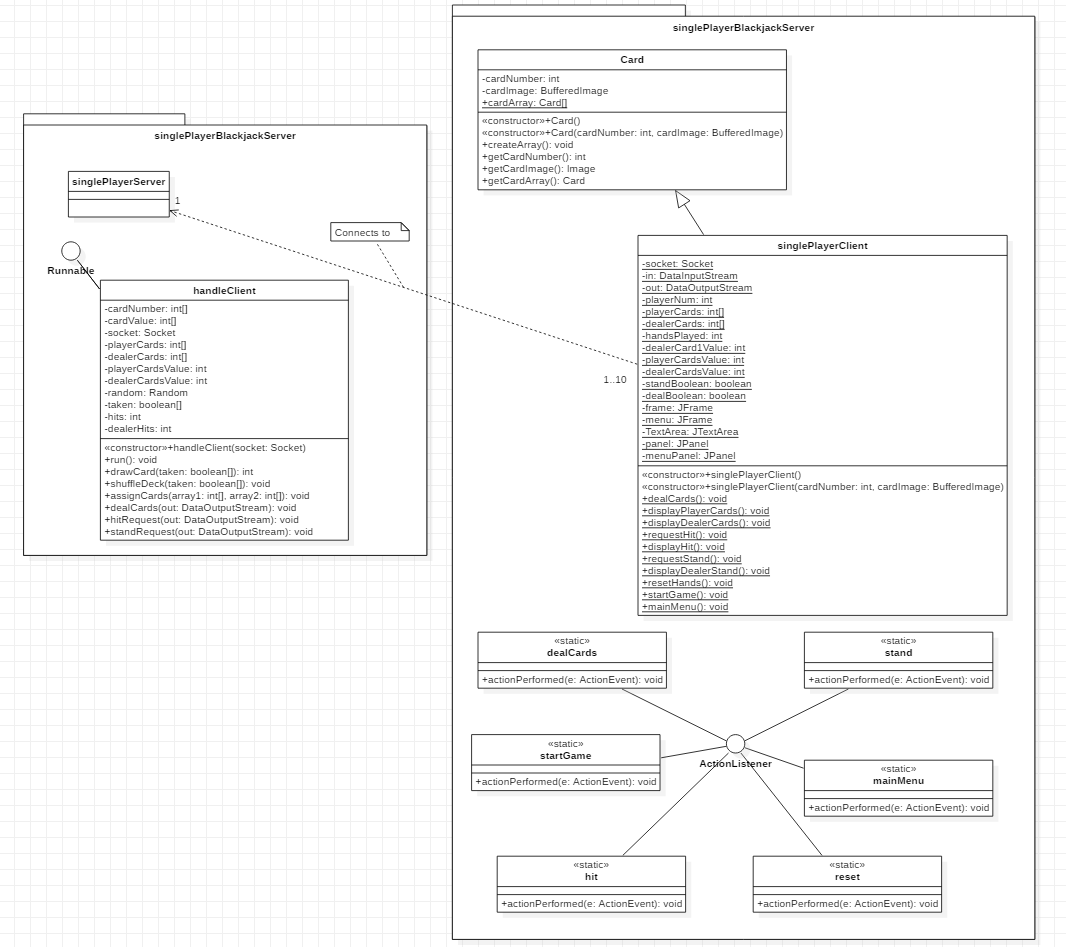 singlePlayerBlackjackServer
singlePlayerServer
1
Connects to
Runnable
handleClient
-cardNumber: int[]
-cardValue: int[]
-socket: Socket
-playerCards: int[]
-dealerCards: int[]
-playerCardsValue: int
-dealerCardsValue: int
-random: Random
-taken: boolean[]
-hits: int
-dealerHits: int
«constructor»+handleClient(socket: Socket)
+run(): void
+drawCard(taken: boolean[]): int
+shuffleDeck(taken: boolean[]): void
+assignCards(array1: int[], array2: int[]): void
+dealCards(out: DataOutputStream): void
+hitRequest(out: DataOutputStream): void
+standRequest(out: DataOutputStream): void
singlePlayerBlackjackServer
Card
-cardNumber: int
-cardImage: BufferedImage
+cardArray: Card[]
«constructor»+Card()
«constructor»+Card(cardNumber: int, cardImage: BufferedImage)
+createArray(): void
+getCardNumber(): int
+getCardImage(): Image
+getCardArray(): Card
singlePlayerClient
-socket: Socket
-in: DataInputStream
-out: DataOutputStream
-playerNum: int
-playerCards: int[]
-dealerCards: int[]
-handsPlayed: int
-dealerCard1Value: int
-playerCardsValue: int
-dealerCardsValue: int
-standBoolean: boolean
-dealBoolean: boolean
-frame: JFrame
-menu: JFrame
-TextArea: JTextArea
-panel: JPanel
-menuPanel: JPanel
1..10
«constructor»+singlePlayerClient()
«constructor»+singlePlayerClient(cardNumber: int, cardImage: BufferedImage)
+dealCards(): void
+displayPlayerCards(): void
+displayDealerCards(): void
+requestHit(): void
+displayHit(): void
+requestStand(): void
+displayDealerStand(): void
+resetHands(): void
+startGame(): void
+mainMenu(): void
«static»
dealCards
+actionPerformed(e: ActionEvent): void
«static»
stand
+actionPerformed(e: ActionEvent): void
«static»
startGame
+actionPerformed(e: ActionEvent): void
ActionListener
«static»
mainMenu
+actionPerformed(e: ActionEvent): void
«static»
hit
+actionPerformed(e: ActionEvent): void
«static»
reset
+actionPerformed(e: ActionEvent): void